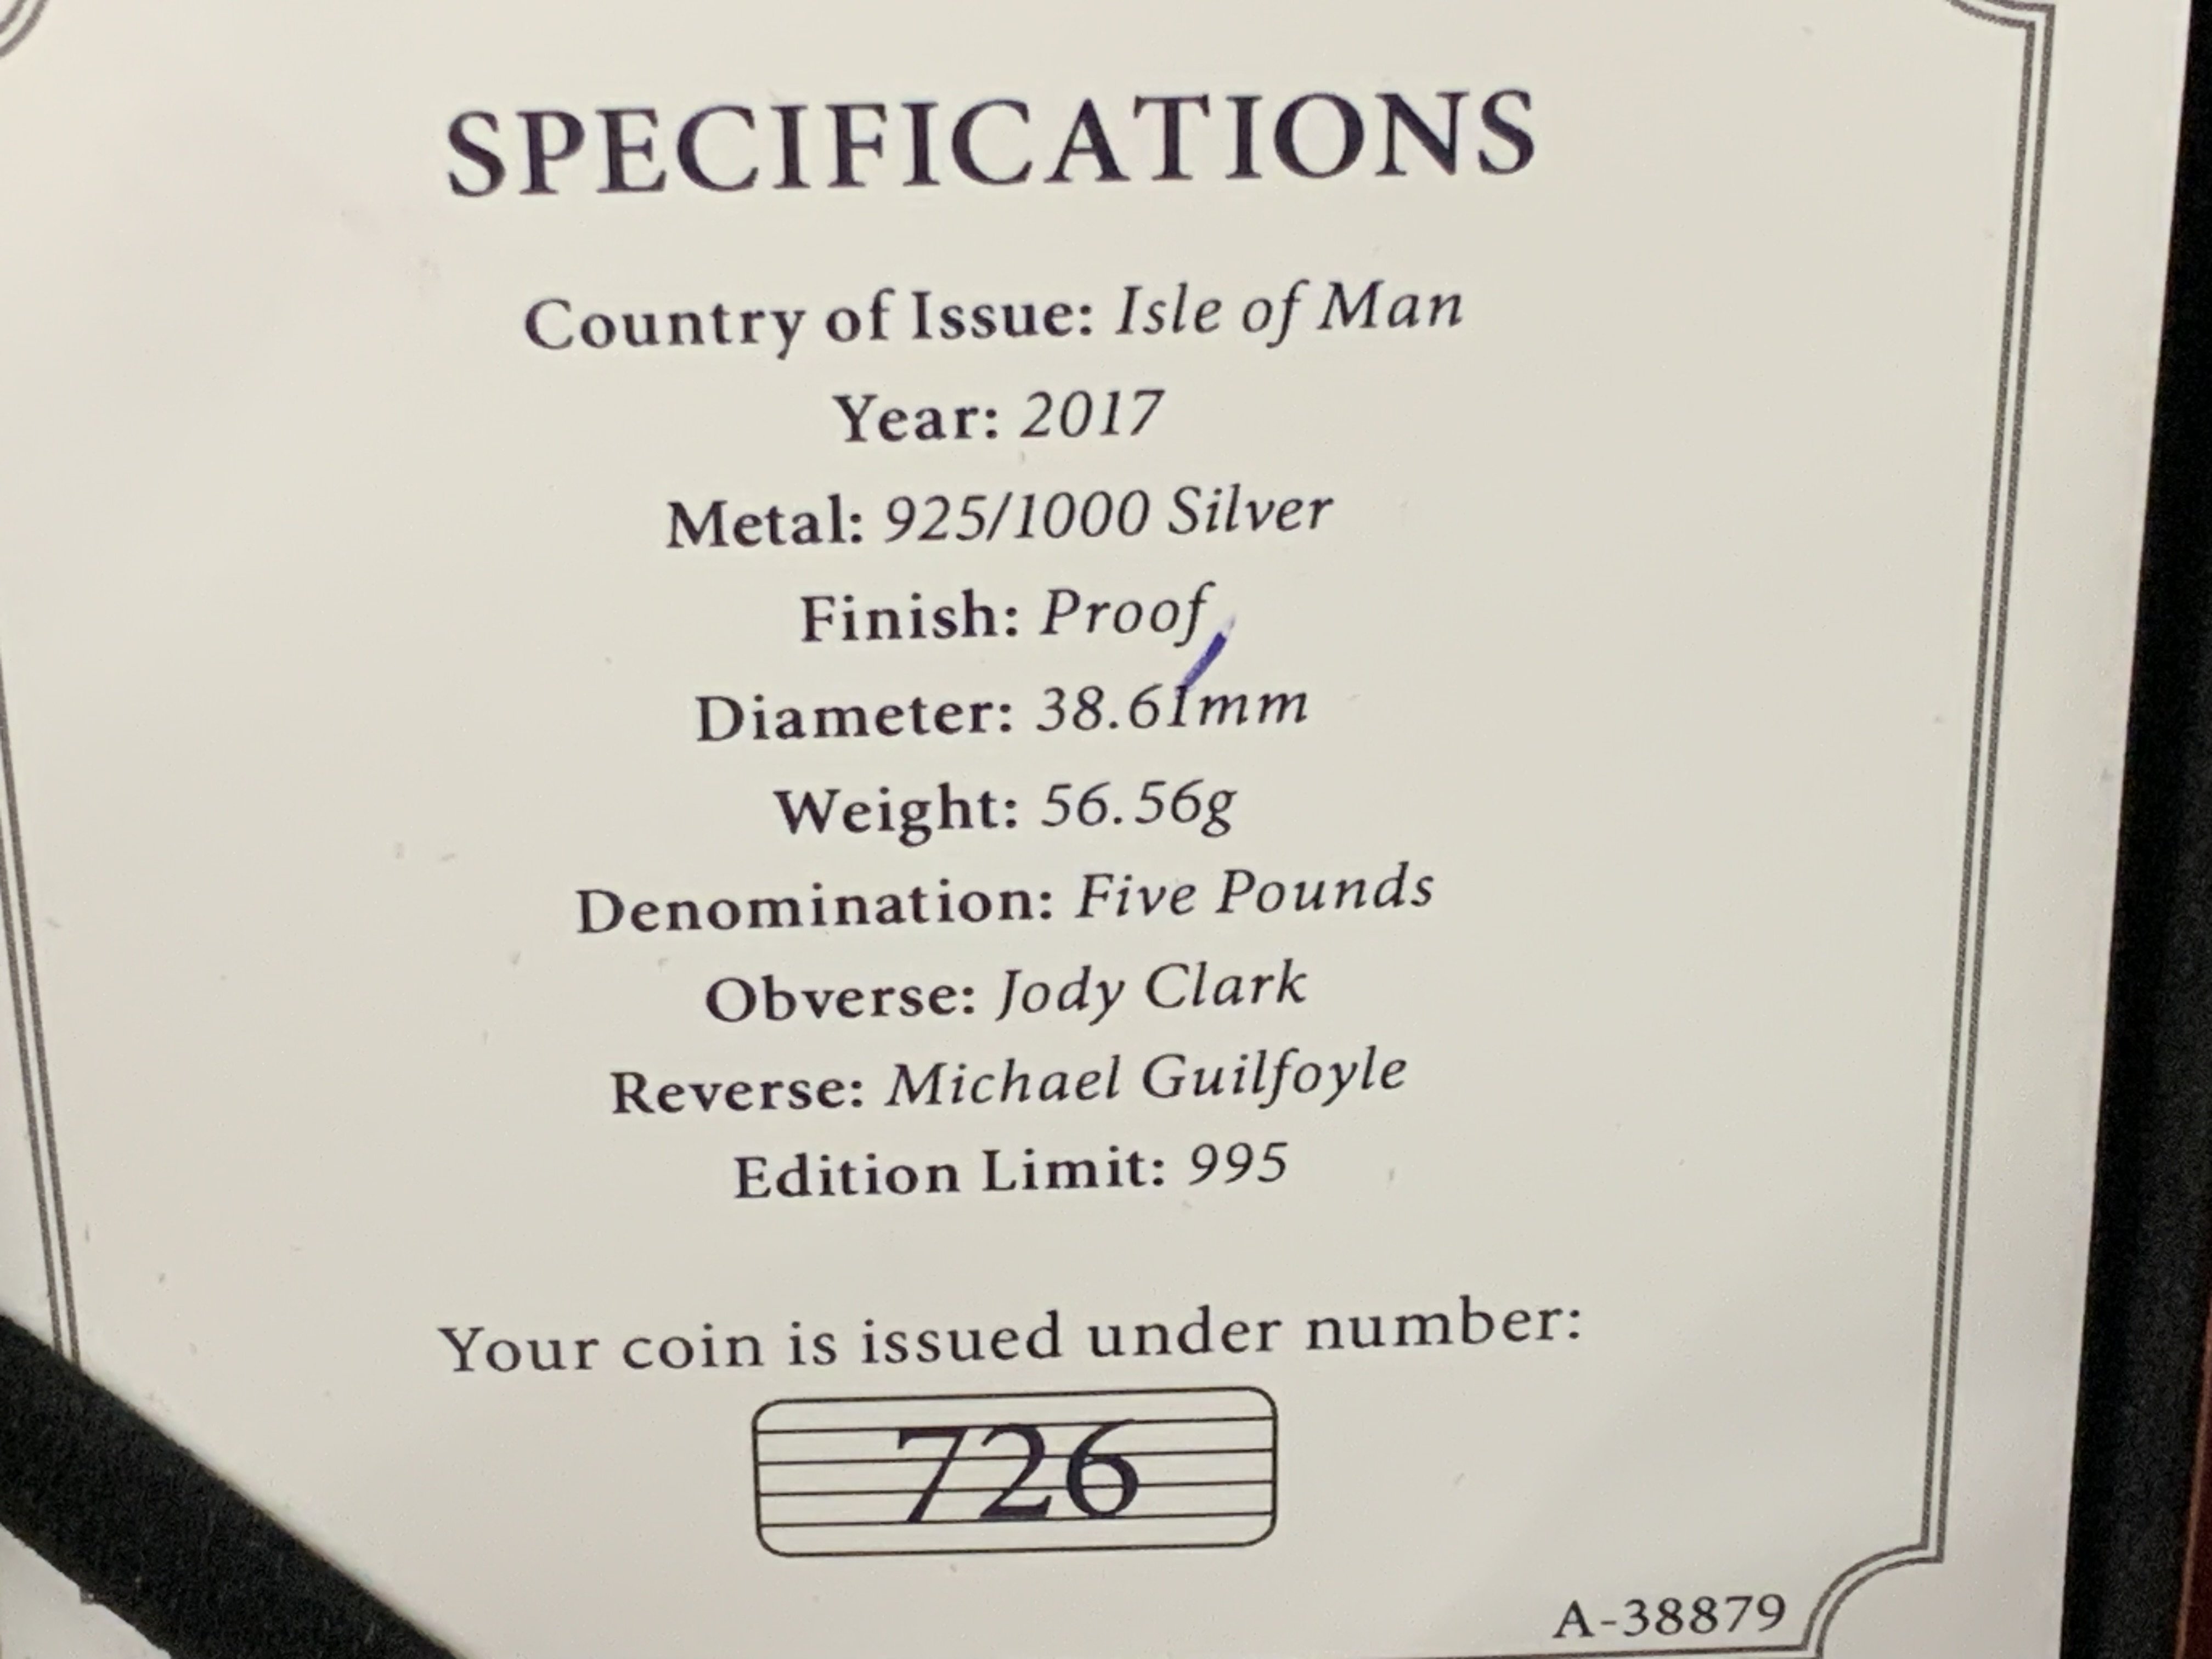 SPECIFICATIONS
Country of Issue: Isle of Man
Year: 2017
Metal: 925/1000 Silver
Finish: Proof
Diameter: 38.61mm
Weight: 56.56g
Denomination: Five Pounds
Obverse: Jody Clark
Reverse: Michael Guilfoyle
Edition Limit: 995
Your coin is issued under number:
726
A-38879